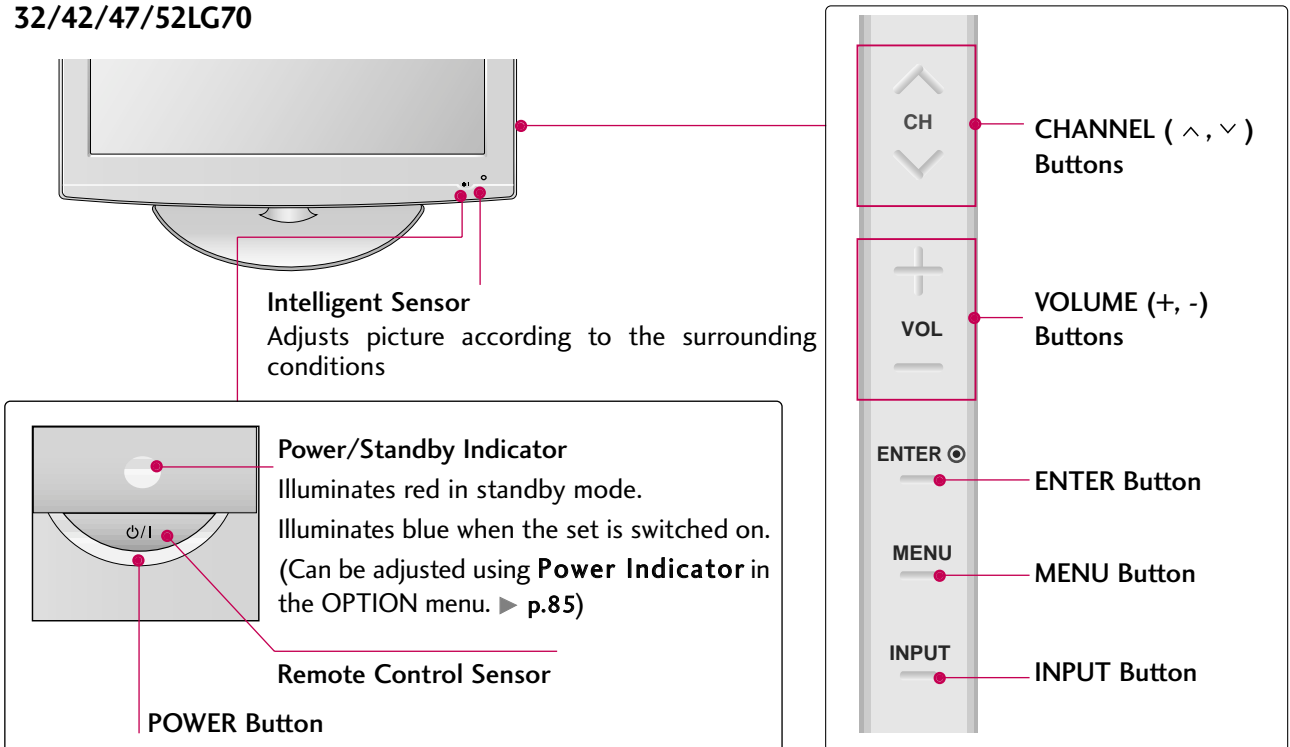 32/42/47/52LG70
Intelligent Sensor
Adjusts picture according to the surrounding
conditions
Power/Standby Indicator
Illuminates red in standby mode.
Illuminates blue when the set is switched on.
(Can be adjusted using Power Indicator in
the OPTION menu. ▶ p.85)
⏻/I
Remote Control Sensor
POWER Button
CH
CHANNEL ( ∧, ∨ )
Buttons
VOL
VOLUME (+, -)
Buttons
ENTER ⊙
ENTER Button
MENU
MENU Button
INPUT
INPUT Button